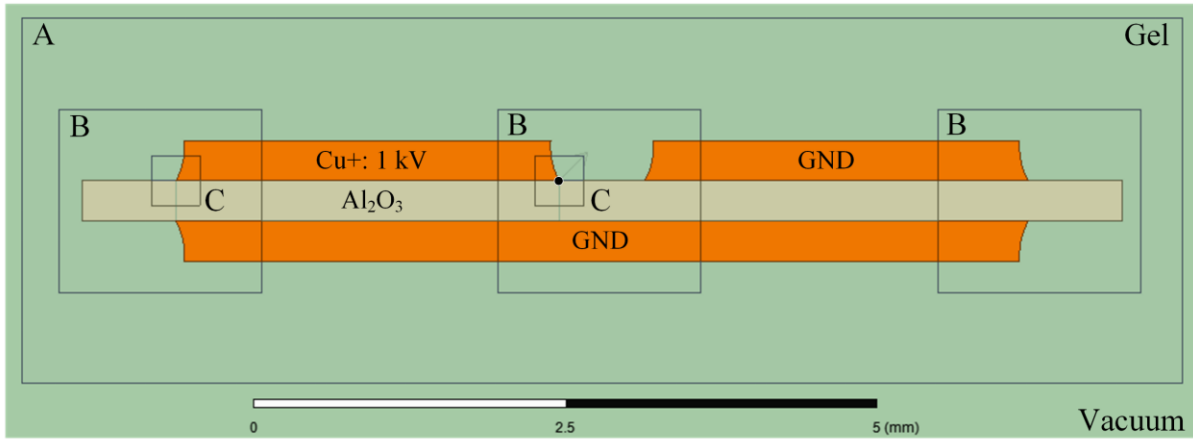 A
Gel
B
B
B
Cu+: 1 kV
GND
C
Al₂O₃
C
GND
0
2.5
5 (mm)
Vacuum